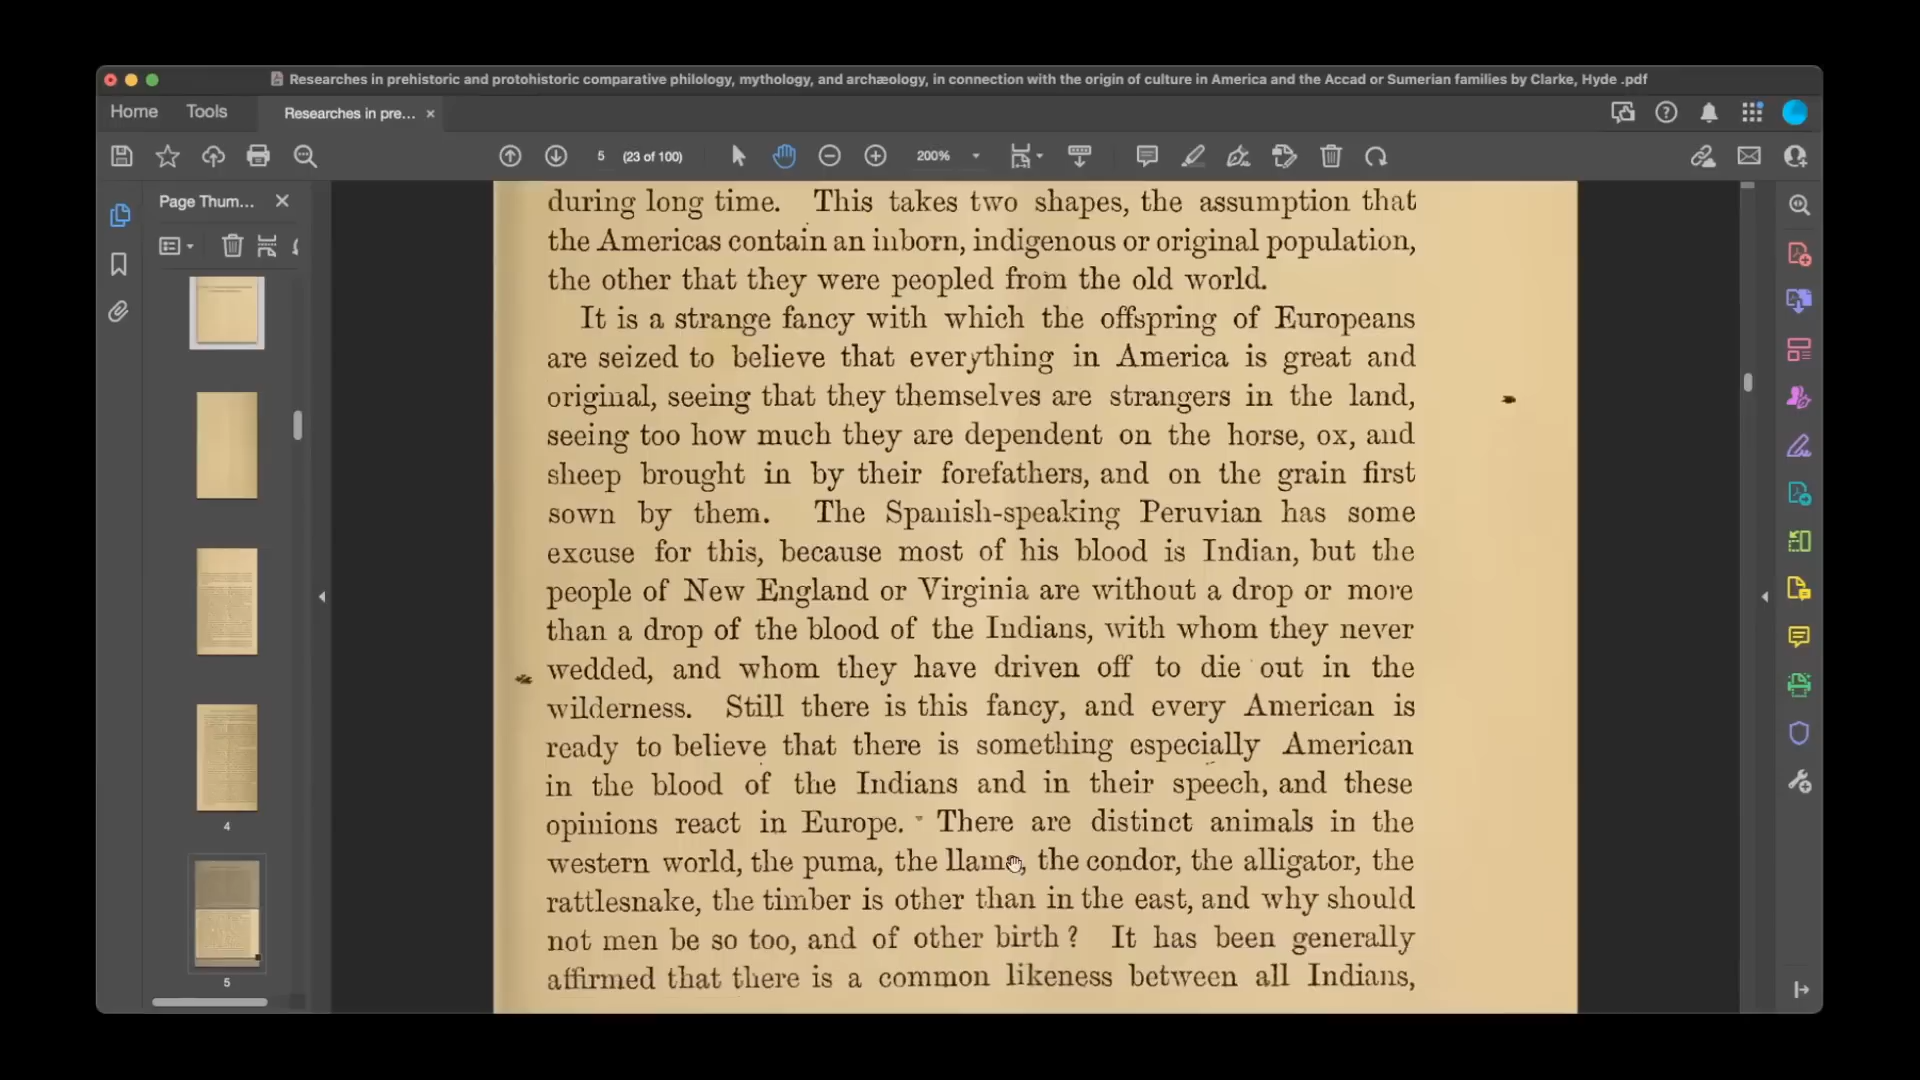 Researches in prehistoric and protohistoric comparative philology, mythology, and archæology, in connection with the origin of culture in America and the Accad or Sumerian families by Clarke, Hyde .pdf
Home
Tools
Researches in pre...
5
(23 of 100)
200%
Page Thum...
4
5
during long time. This takes two shapes, the assumption that
the Americas contain an inborn, indigenous or original population,
the other that they were peopled from the old world.
It is a strange fancy with which the offspring of Europeans
are seized to believe that everything in America is great and
original, seeing that they themselves are strangers in the land,
seeing too how much they are dependent on the horse, ox, and
sheep brought in by their forefathers, and on the grain first
sown by them. The Spanish-speaking Peruvian has some
excuse for this, because most of his blood is Indian, but the
people of New England or Virginia are without a drop or more
than a drop of the blood of the Indians, with whom they never
wedded, and whom they have driven off to die out in the
wilderness. Still there is this fancy, and every American is
ready to believe that there is something especially American
in the blood of the Indians and in their speech, and these
opinions react in Europe. There are distinct animals in the
western world, the puma, the llama, the condor, the alligator, the
rattlesnake, the timber is other than in the east, and why should
not men be so too, and of other birth? It has been generally
affirmed that there is a common likeness between all Indians,